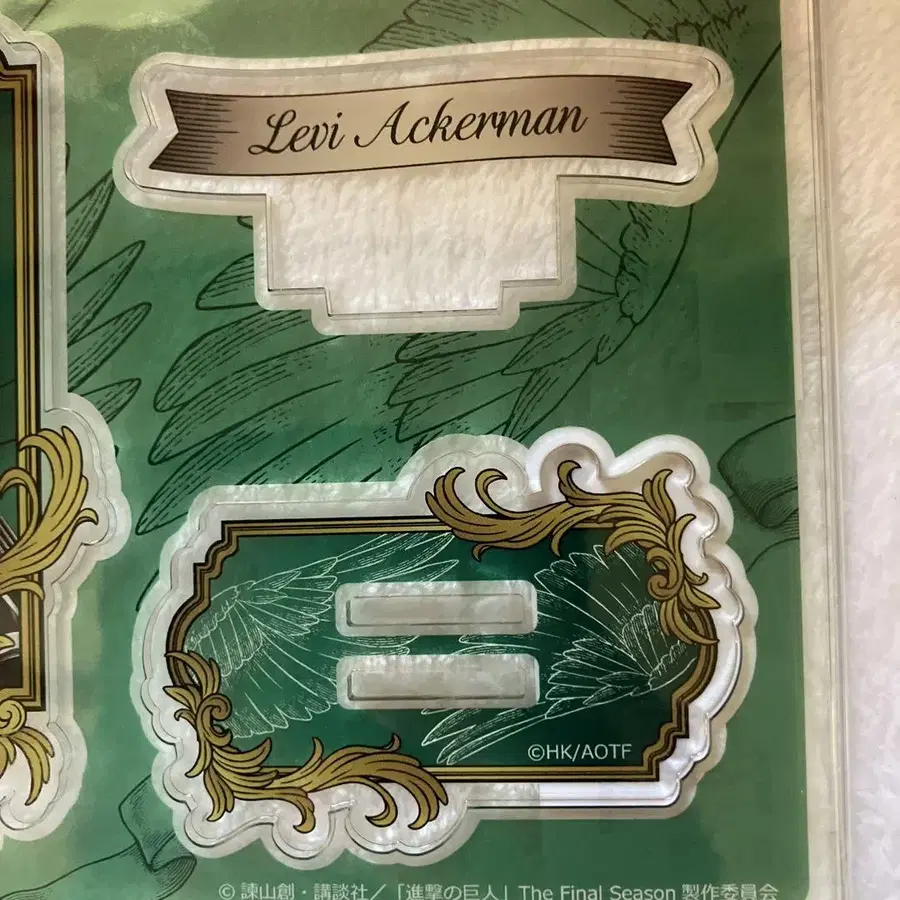 Levi Ackerman
©HK/AOTF
© 諫山創・講談社／「進撃の巨人」The Final Season 製作委員会